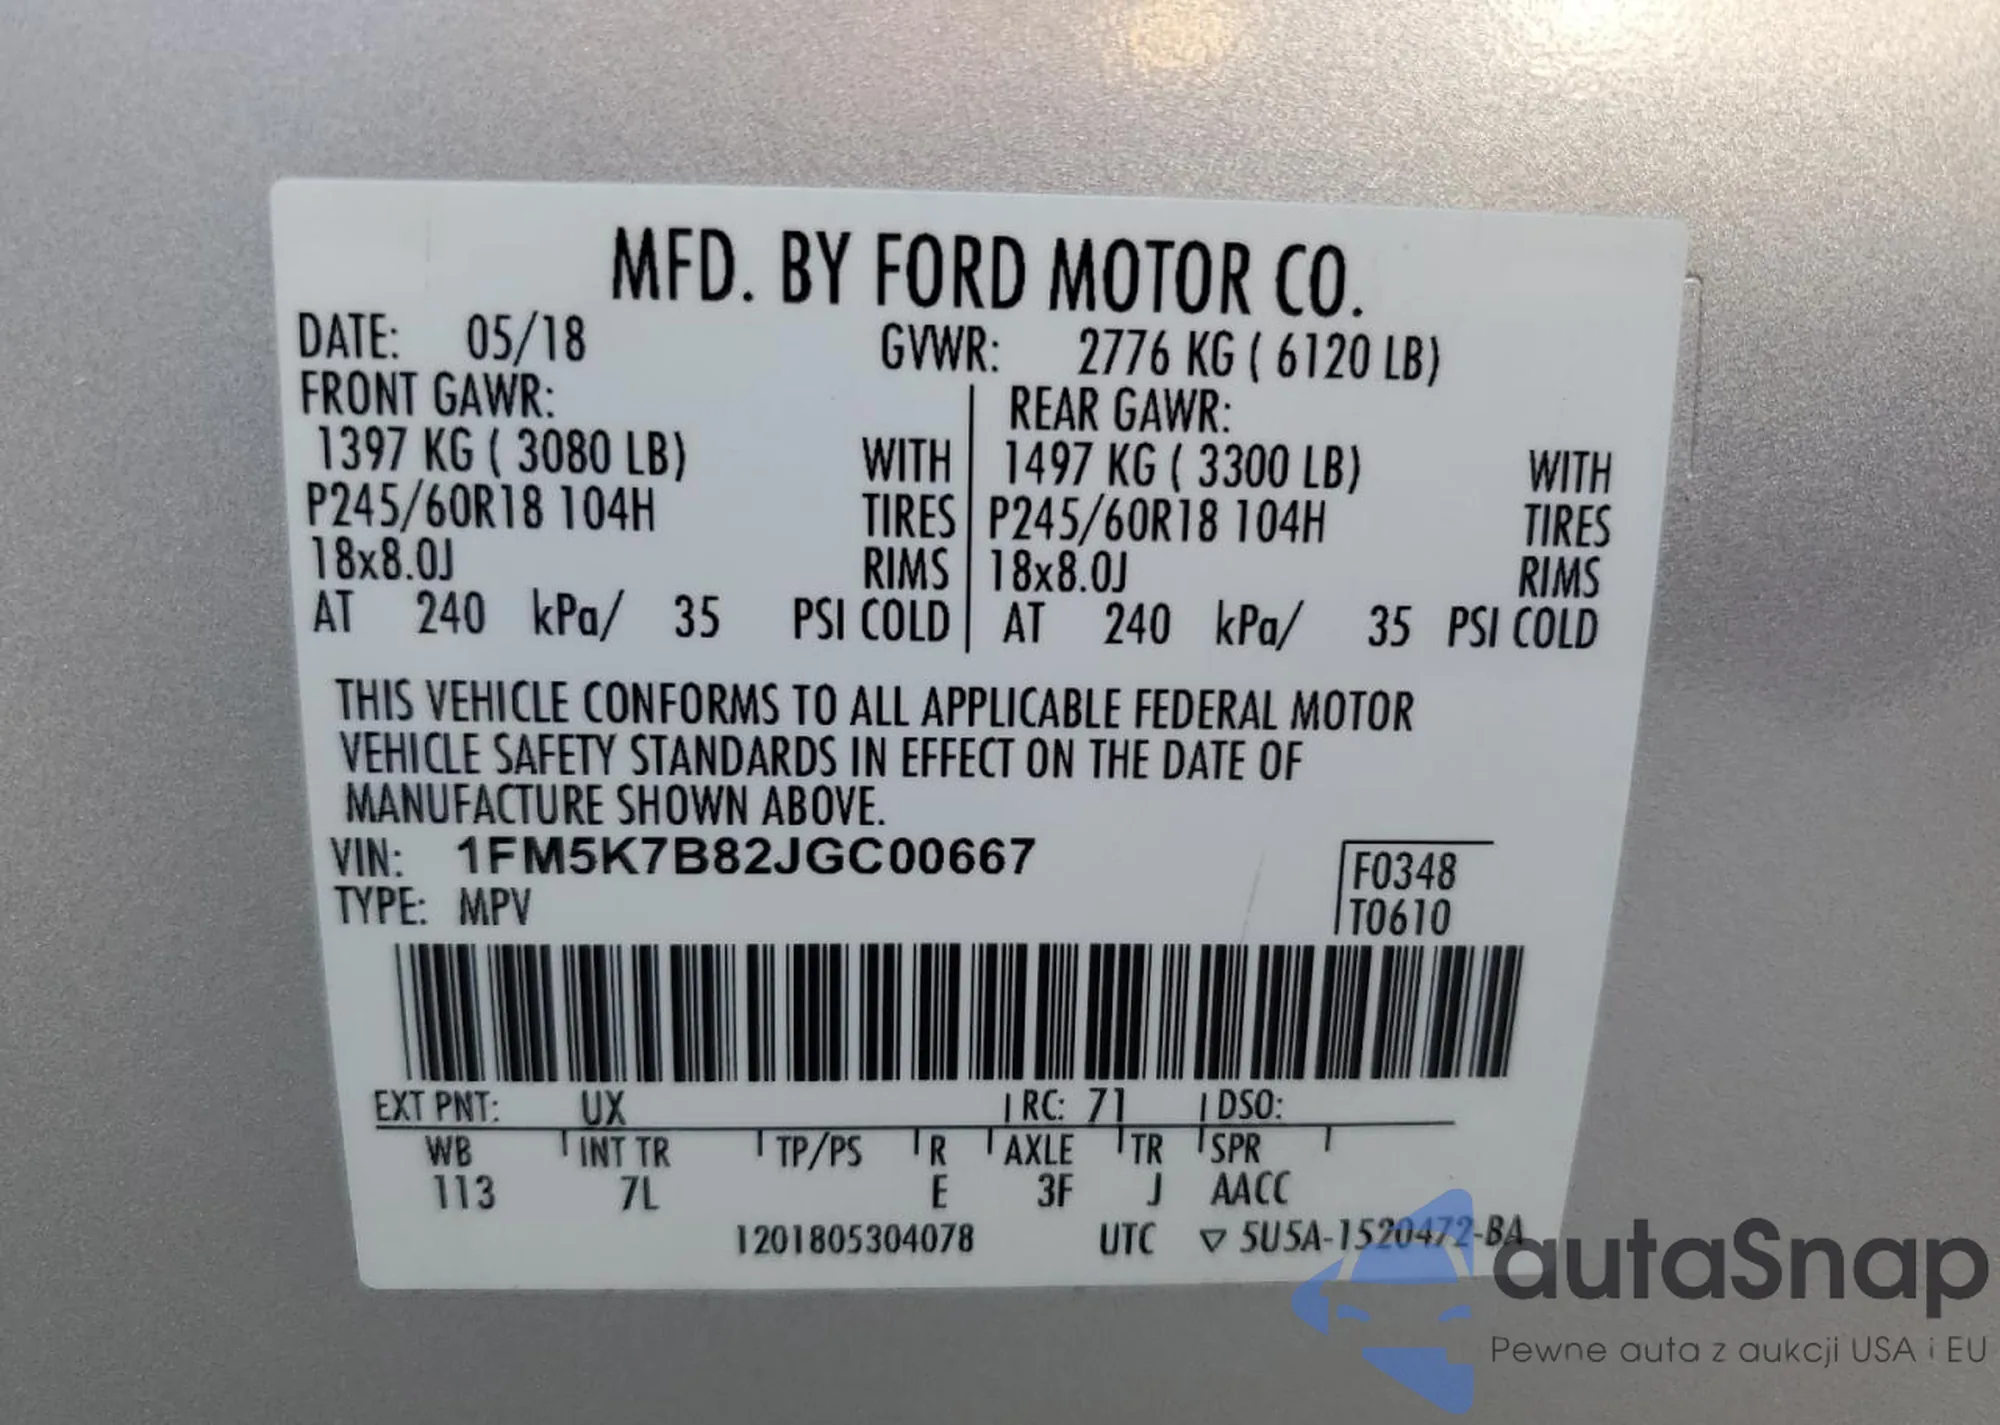 MFD. BY FORD MOTOR CO.
DATE: 05/18 GVWR: 2776 KG ( 6120 LB)
FRONT GAWR: REAR GAWR:
1397 KG ( 3080 LB) WITH 1497 KG ( 3300 LB) WITH
P245/60R18 104H TIRES P245/60R18 104H TIRES
18x8.0J RIMS 18x8.0J RIMS
AT 240 kPa/ 35 PSI COLD AT 240 kPa/ 35 PSI COLD
THIS VEHICLE CONFORMS TO ALL APPLICABLE FEDERAL MOTOR
VEHICLE SAFETY STANDARDS IN EFFECT ON THE DATE OF
MANUFACTURE SHOWN ABOVE.
VIN: 1FM5K7B82JGC00667
F0348
TYPE: MPV
T0610
EXT PNT: UX RC: 71 DSO:
WB INT TR TP/PS R AXLE TR SPR
113 7L E 3F J AACC
1201805304078 UTC ▽ 5U5A-1520472-BA
autaSnap
Pewne auta z aukcji USA i EU